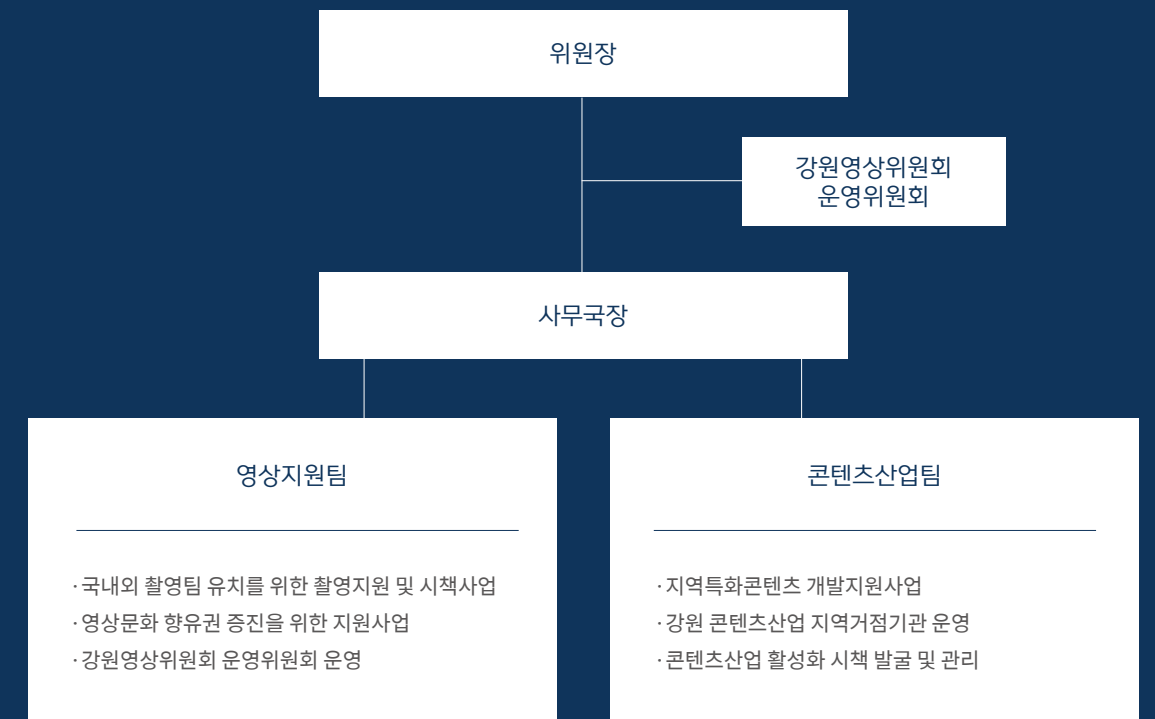 위원장
강원영상위원회
운영위원회
사무국장
영상지원팀
· 국내외 촬영팀 유치를 위한 촬영지원 및 시책사업
· 영상문화 향유권 증진을 위한 지원사업
· 강원영상위원회 운영위원회 운영
콘텐츠산업팀
· 지역특화콘텐츠 개발지원사업
· 강원 콘텐츠산업 지역거점기관 운영
· 콘텐츠산업 활성화 시책 발굴 및 관리